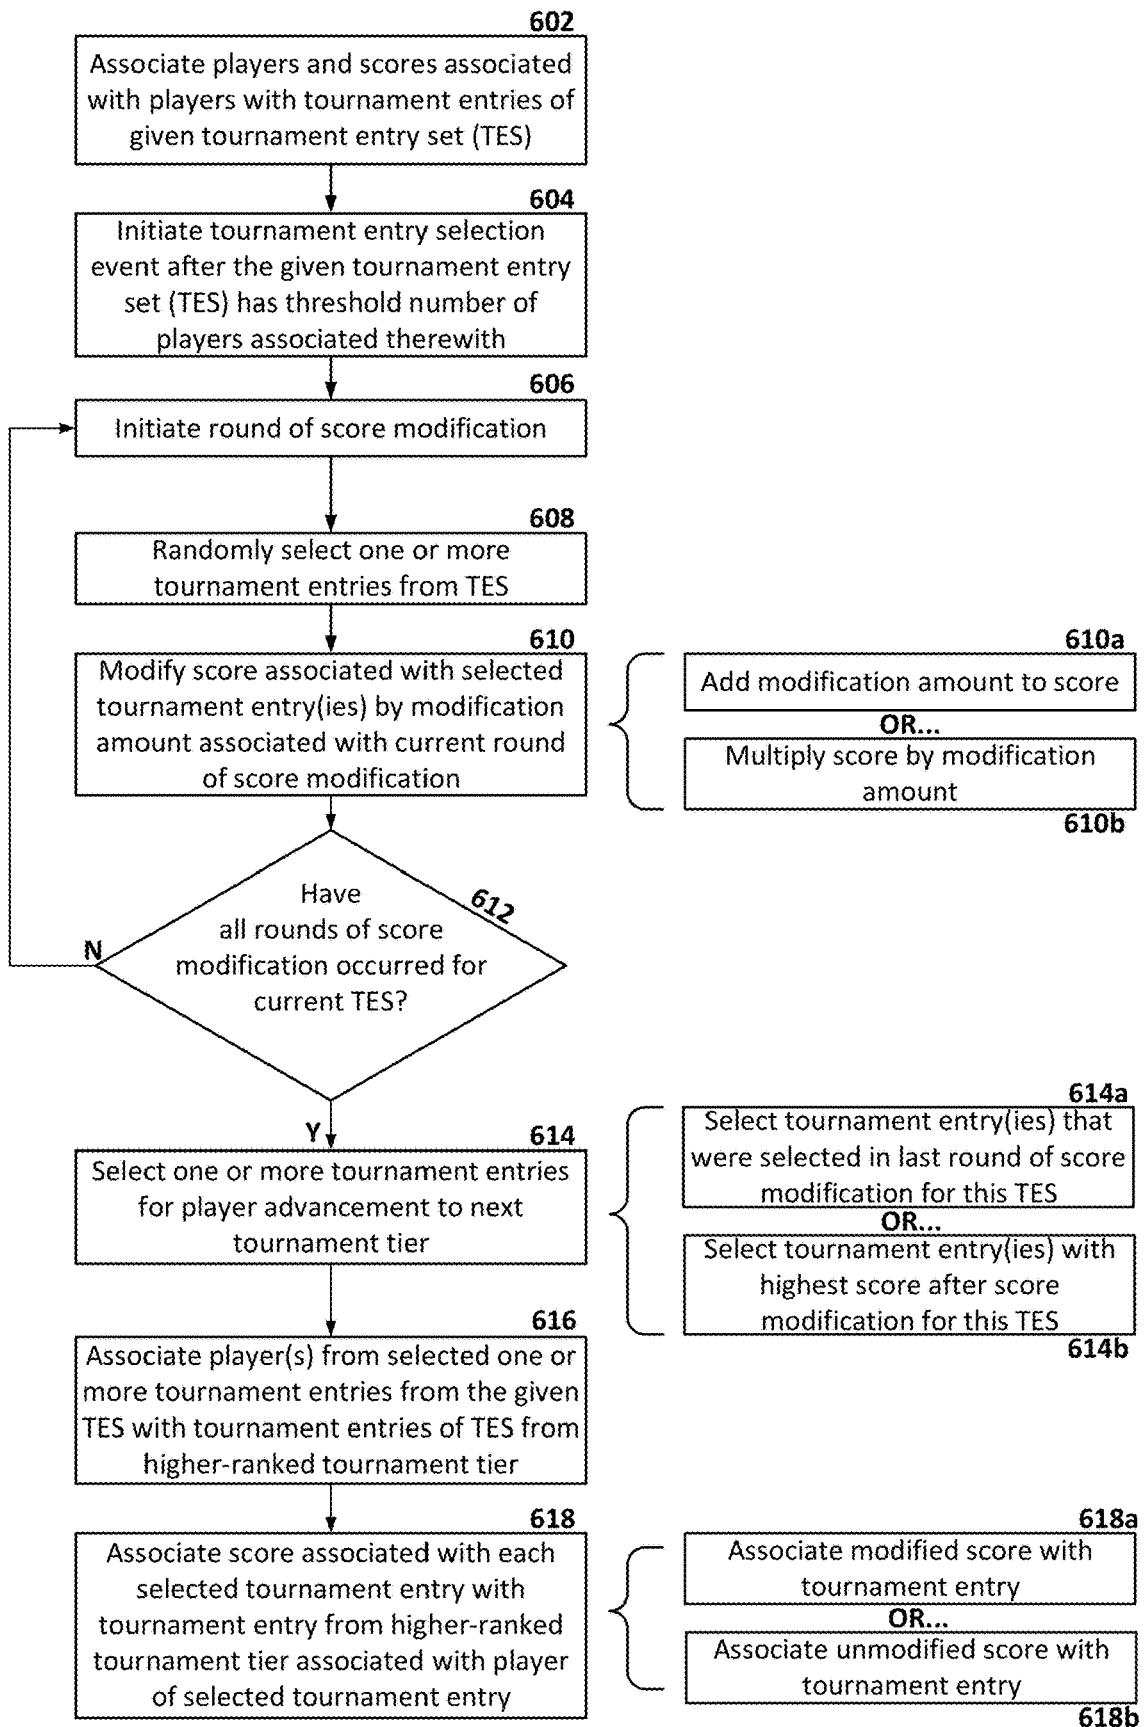 602
Associate players and scores associated
with players with tournament entries of
given tournament entry set (TES)
604
Initiate tournament entry selection
event after the given tournament entry
set (TES) has threshold number of
players associated therewith
606
Initiate round of score modification
608
Randomly select one or more
tournament entries from TES
610
Modify score associated with selected
tournament entry(ies) by modification
amount associated with current round
of score modification
610a
Add modification amount to score
OR...
Multiply score by modification
amount
610b
612
Have
all rounds of score
modification occurred for
current TES?
N
Y
614
Select one or more tournament entries
for player advancement to next
tournament tier
614a
Select tournament entry(ies) that
were selected in last round of score
modification for this TES
OR...
Select tournament entry(ies) with
highest score after score
modification for this TES
614b
616
Associate player(s) from selected one or
more tournament entries from the given
TES with tournament entries of TES from
higher-ranked tournament tier
618
Associate score associated with each
selected tournament entry with
tournament entry from higher-ranked
tournament tier associated with player
of selected tournament entry
618a
Associate modified score with
tournament entry
OR...
Associate unmodified score with
tournament entry
618b